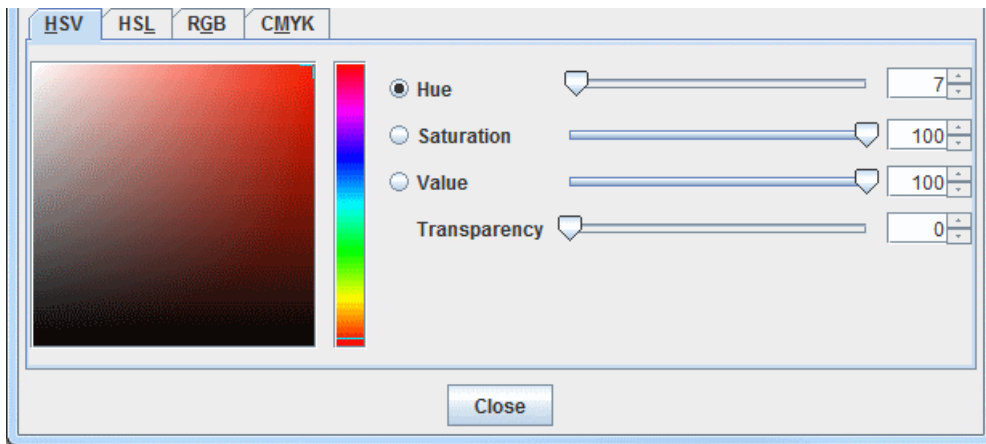 HSV HSL RGB CMYK
Hue 7
Saturation 100
Value 100
Transparency 0
Close